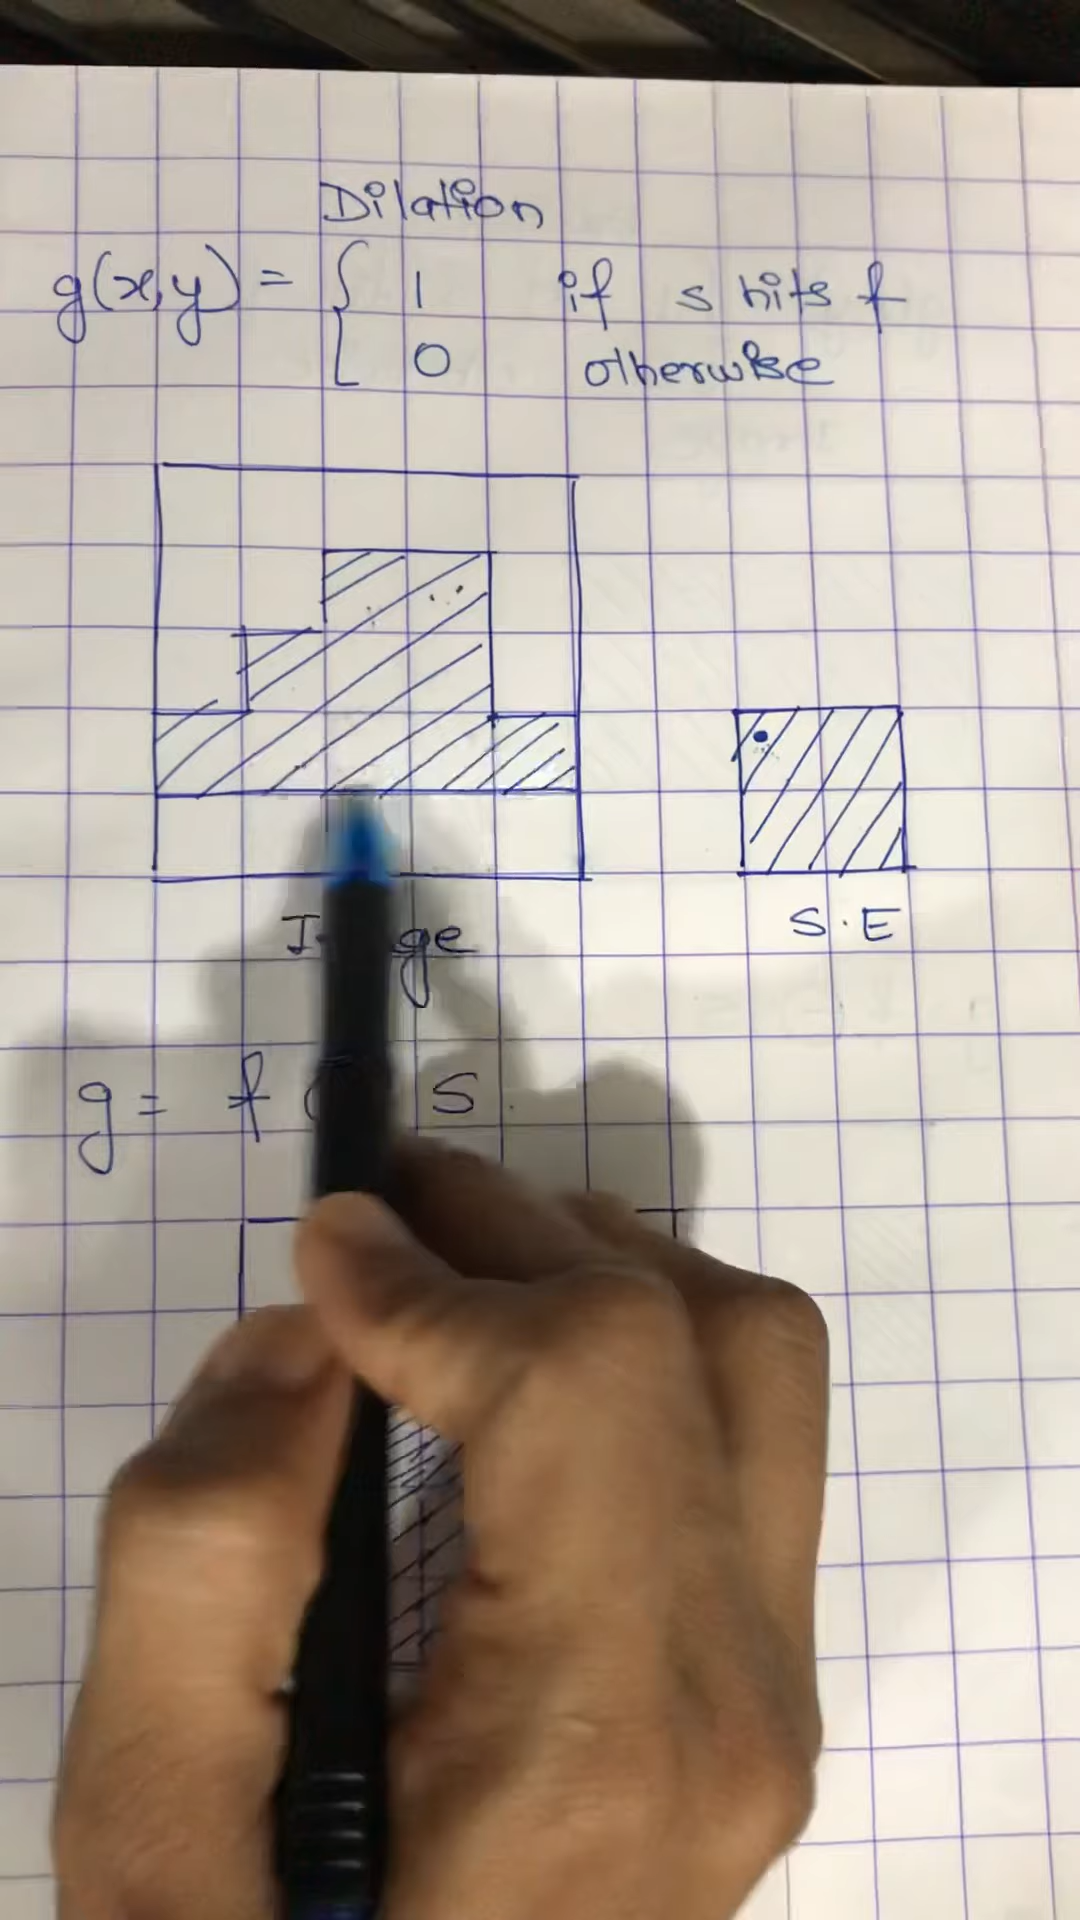 Dilation
g(x,y) = { 1 if s hits f
0 otherwise
S.E
g = f S